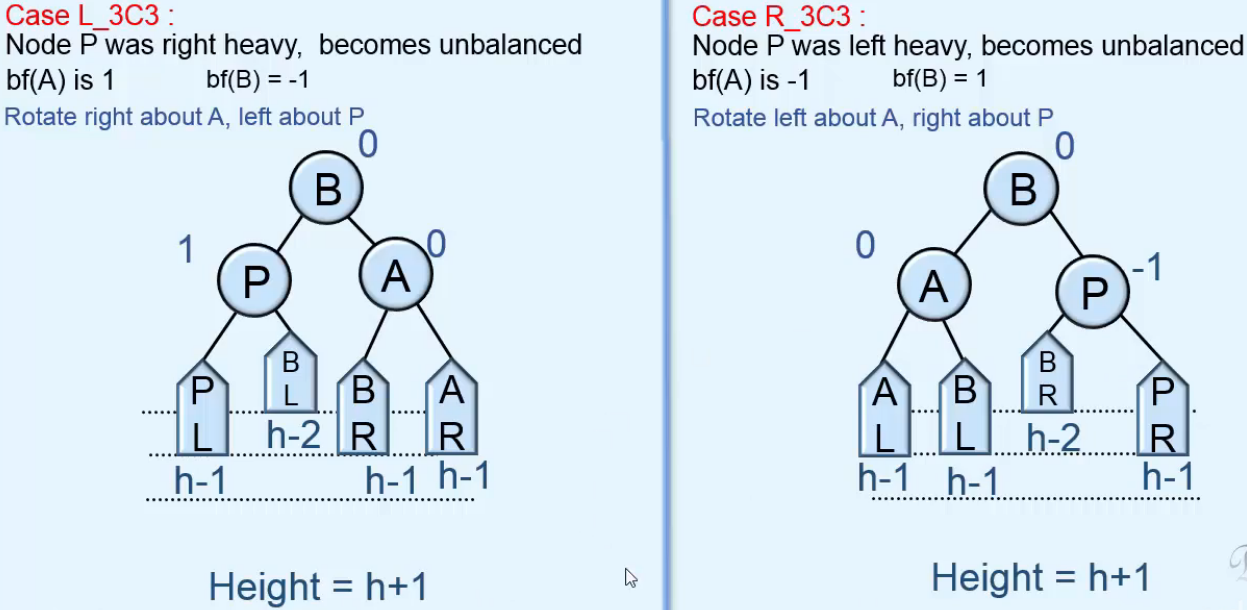 Case L_3C3 :
Node P was right heavy, becomes unbalanced
bf(A) is 1 bf(B) = -1
Rotate right about A, left about P
0
B
1
0
P
A
B
L
P
L
B
R
A
R
h-2
h-1
h-1
h-1
Height = h+1
Case R_3C3 :
Node P was left heavy, becomes unbalanced
bf(A) is -1 bf(B) = 1
Rotate left about A, right about P
0
B
0
-1
A
P
B
R
A
L
B
L
P
R
h-2
h-1
h-1
h-1
Height = h+1